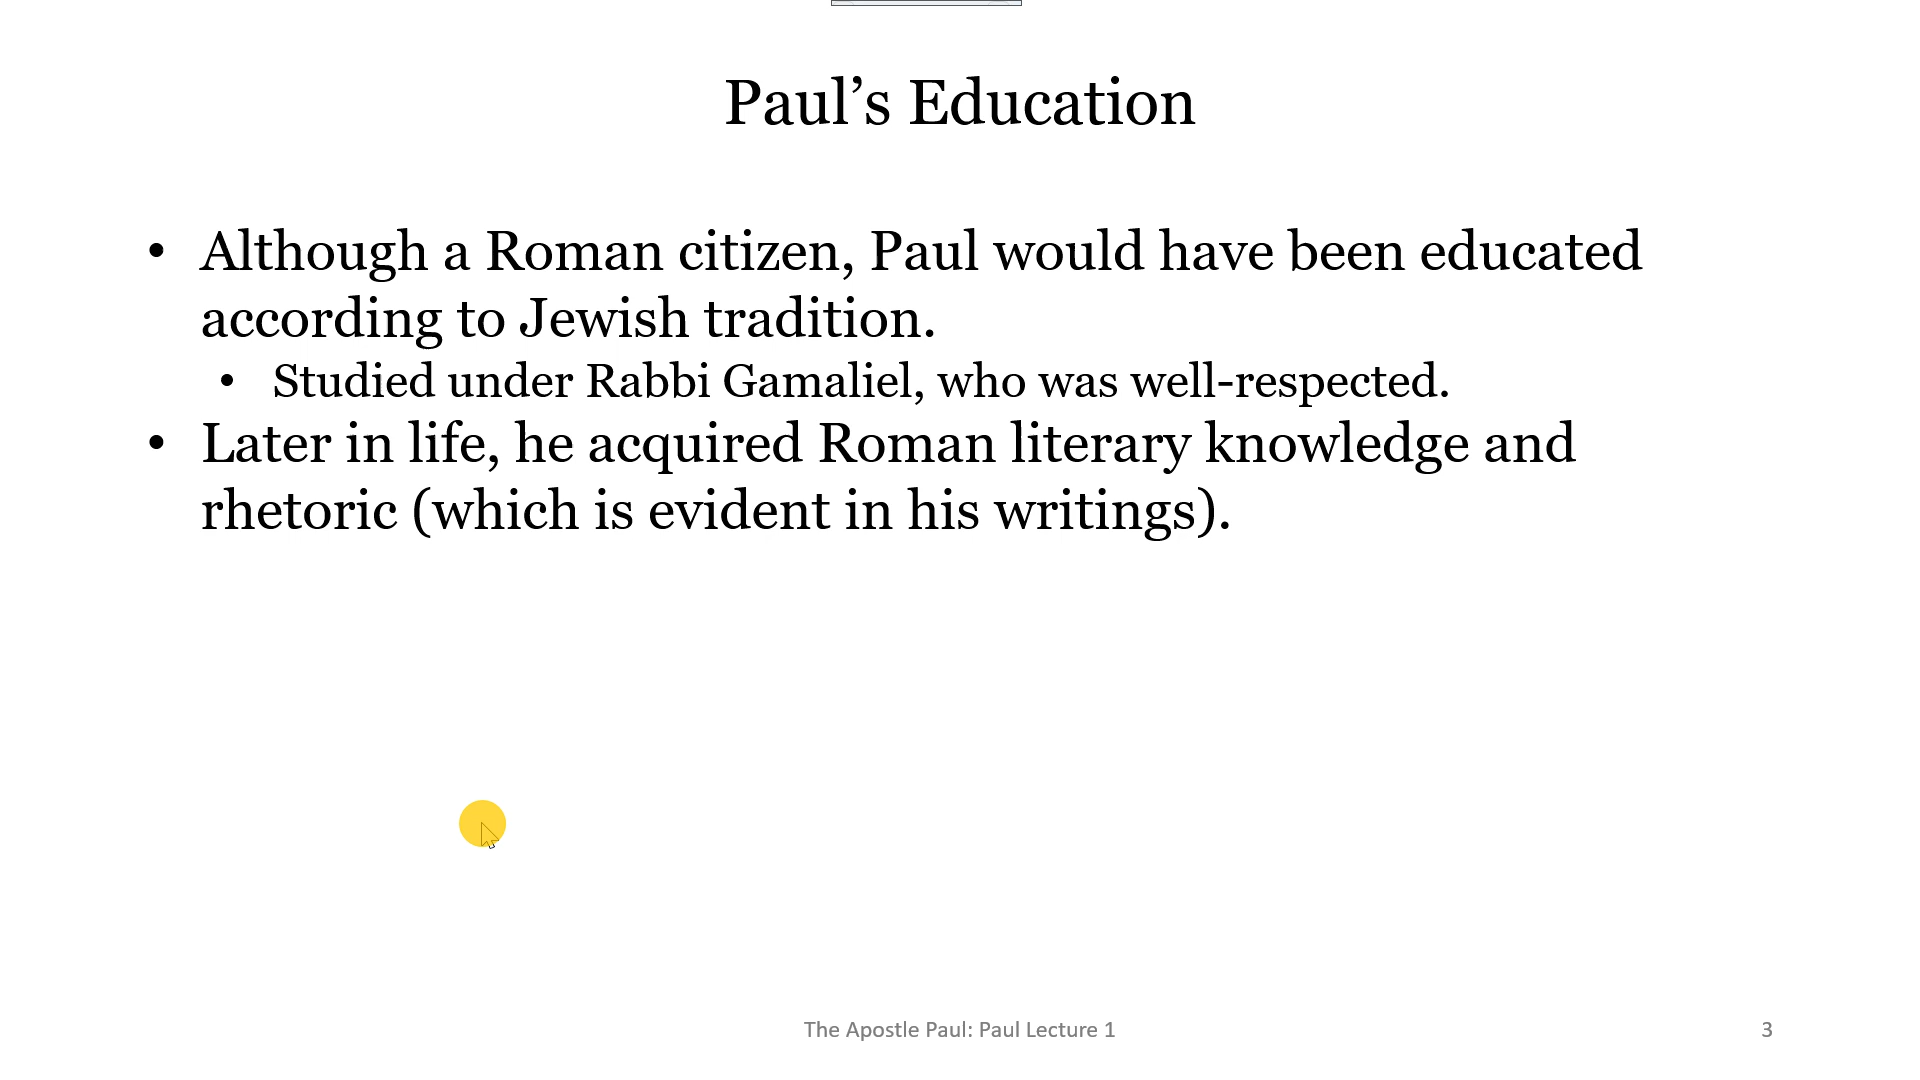 Paul’s Education
• Although a Roman citizen, Paul would have been educated
according to Jewish tradition.
• Studied under Rabbi Gamaliel, who was well-respected.
• Later in life, he acquired Roman literary knowledge and
rhetoric (which is evident in his writings).
The Apostle Paul: Paul Lecture 1
3